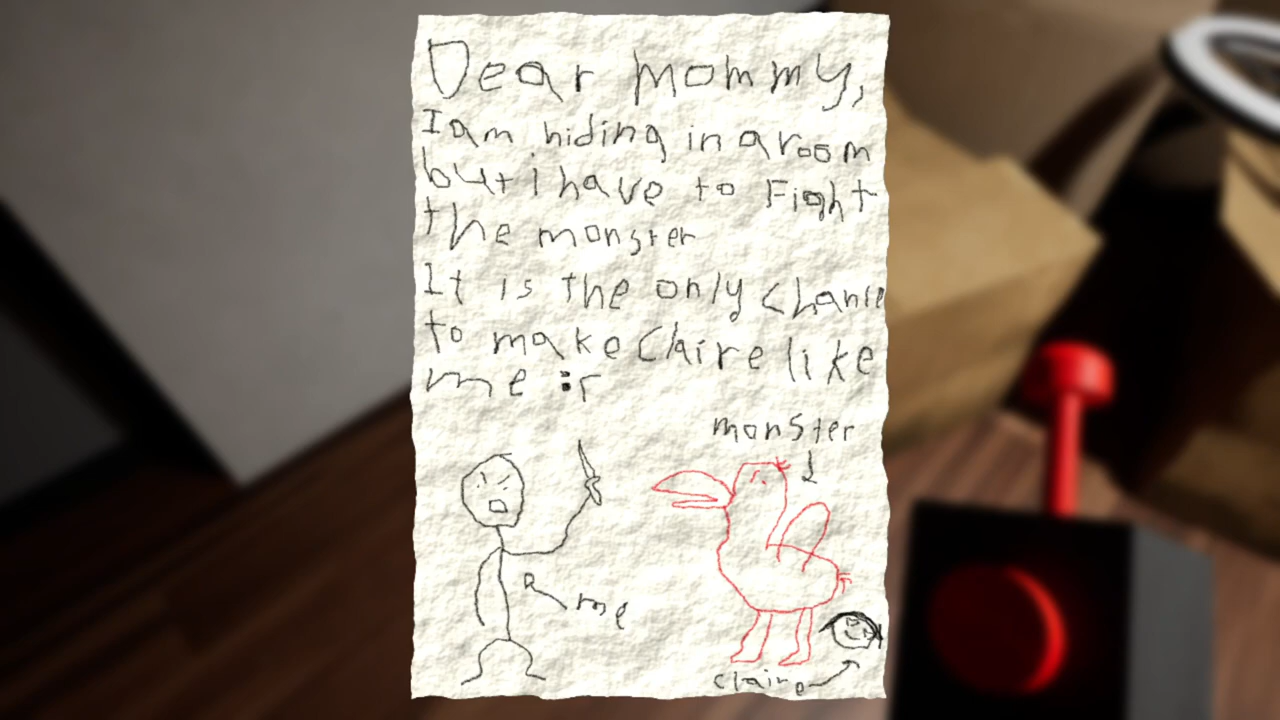 Dear Mommy,
I am hiding in a room
but i have to Fight
the monster
It is the only chance
to make Claire like
me :r
monster
me
claire